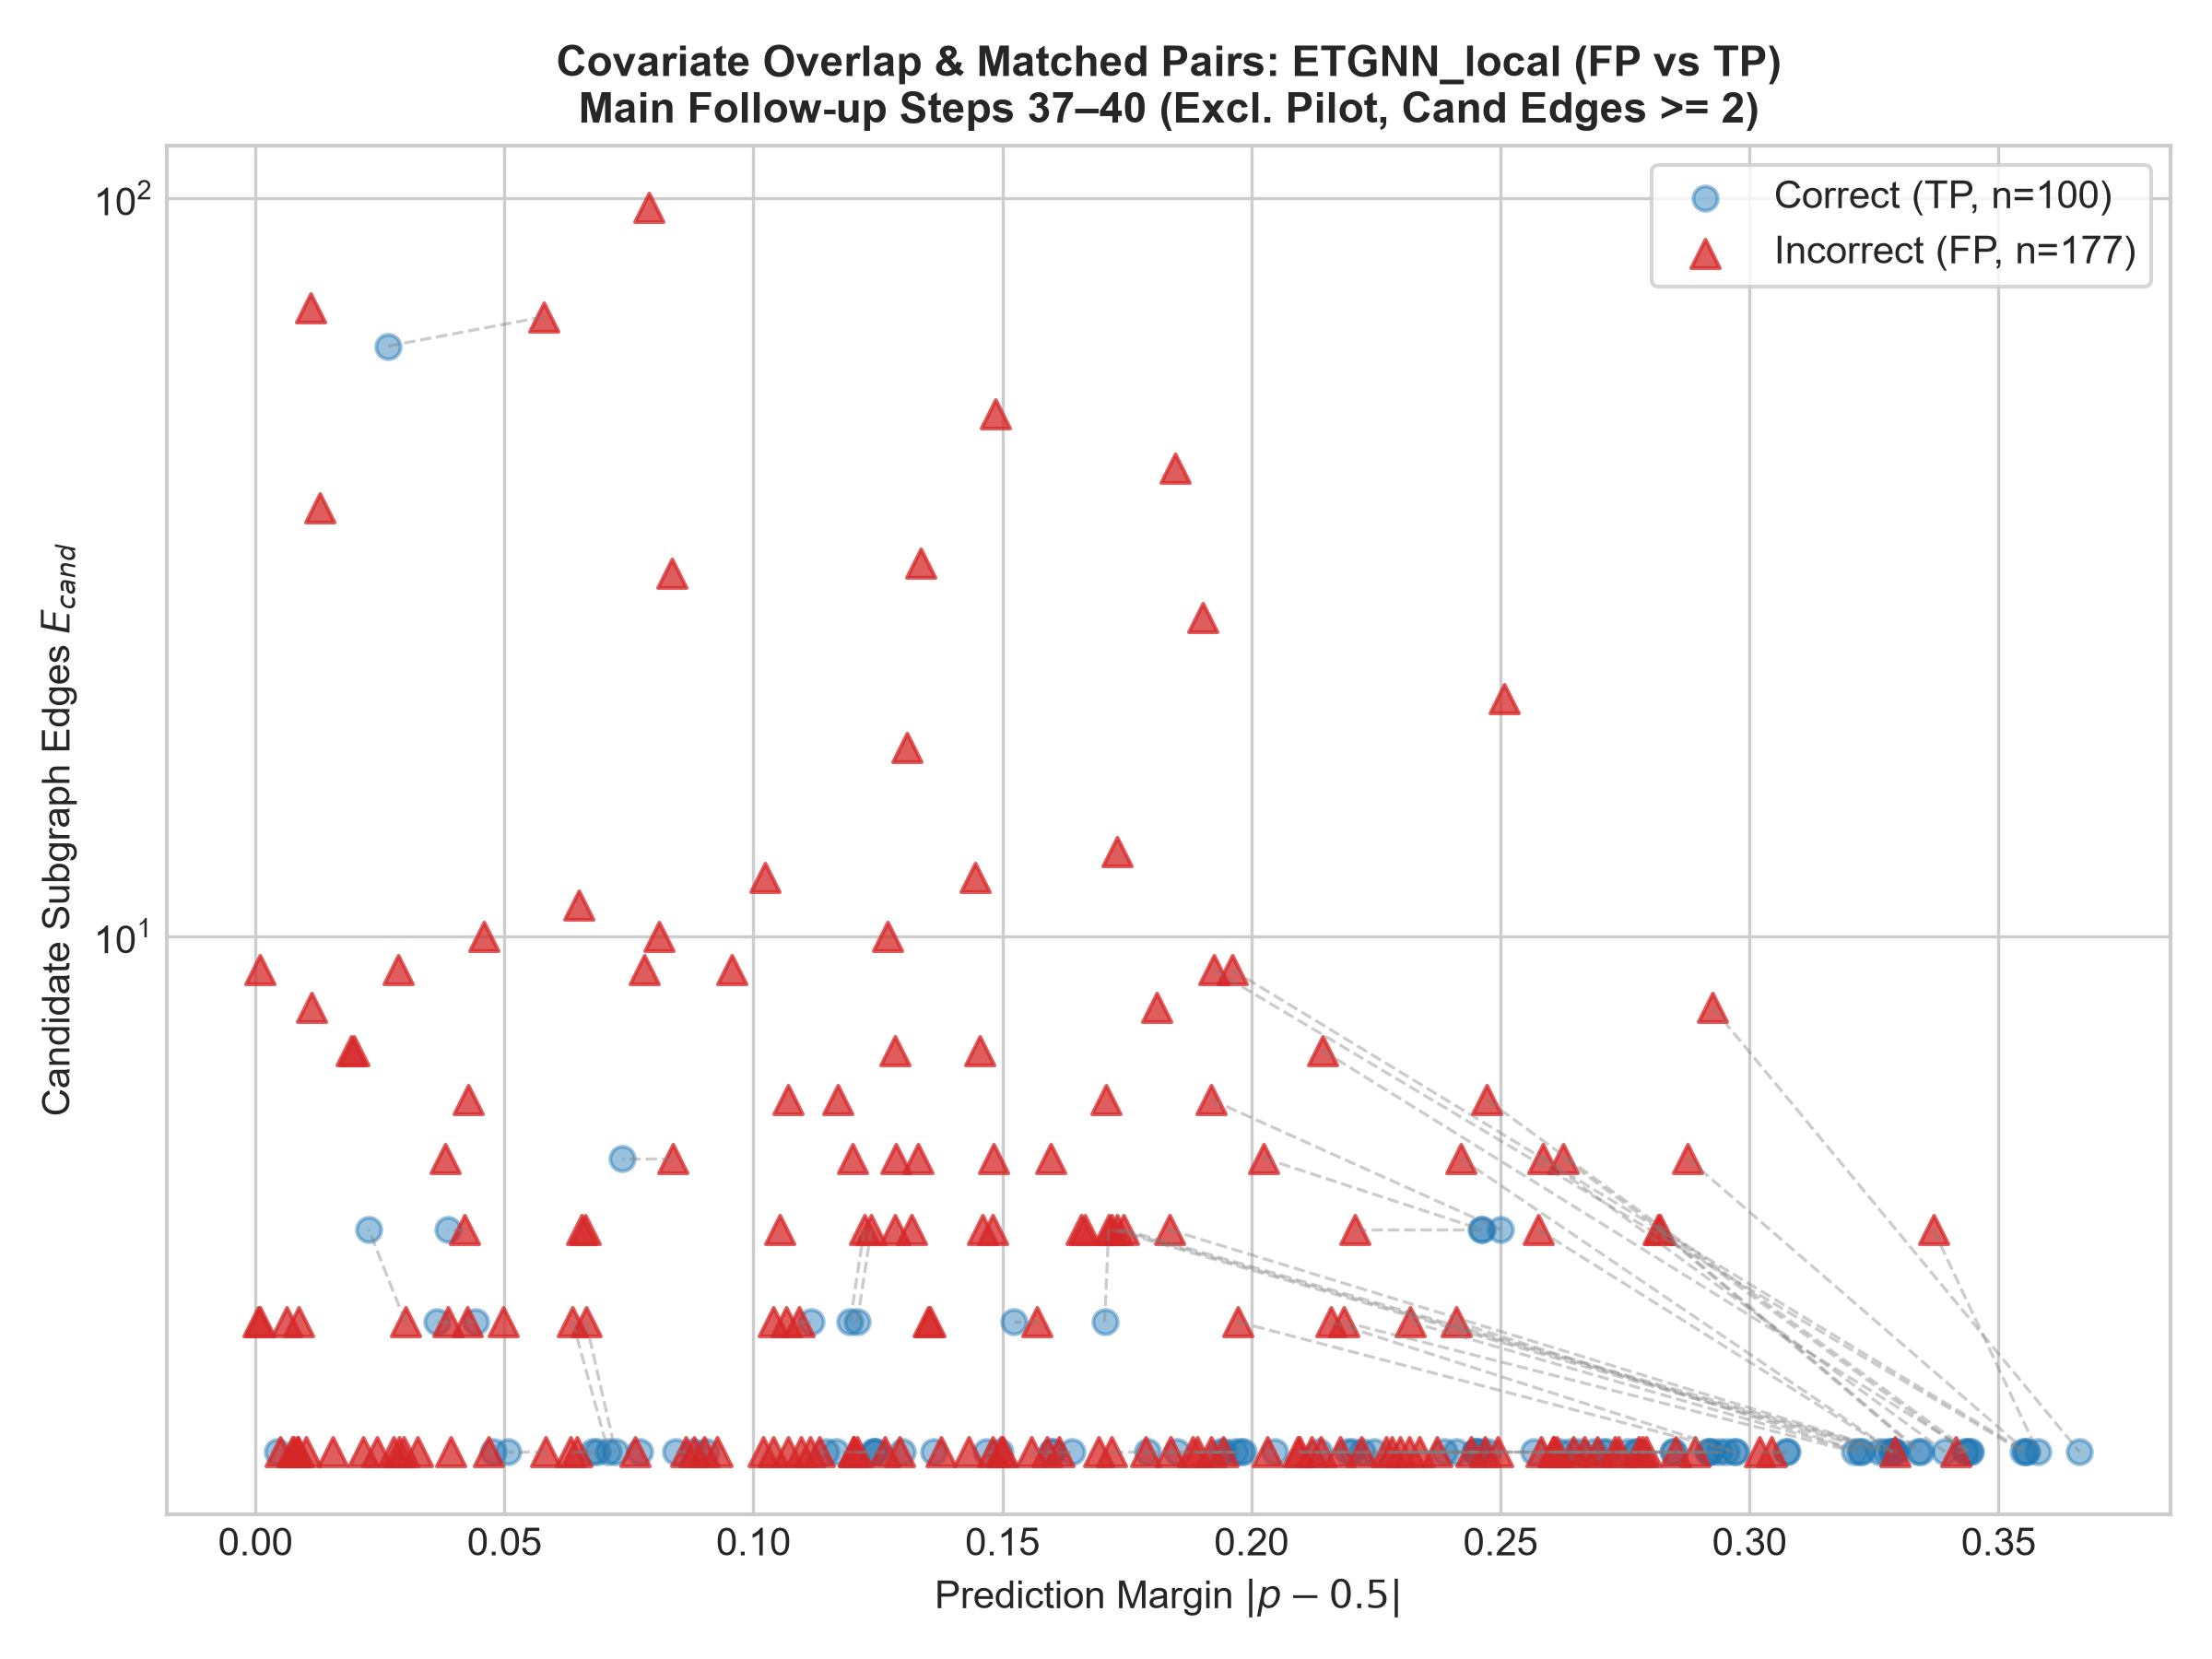 Covariate Overlap & Matched Pairs: ETGNN_local (FP vs TP)
Main Follow-up Steps 37–40 (Excl. Pilot, Cand Edges >= 2)
Correct (TP, n=100)
Incorrect (FP, n=177)
10²
10¹
Candidate Subgraph Edges E_cand
0.00 0.05 0.10 0.15 0.20 0.25 0.30 0.35
Prediction Margin |p − 0.5|